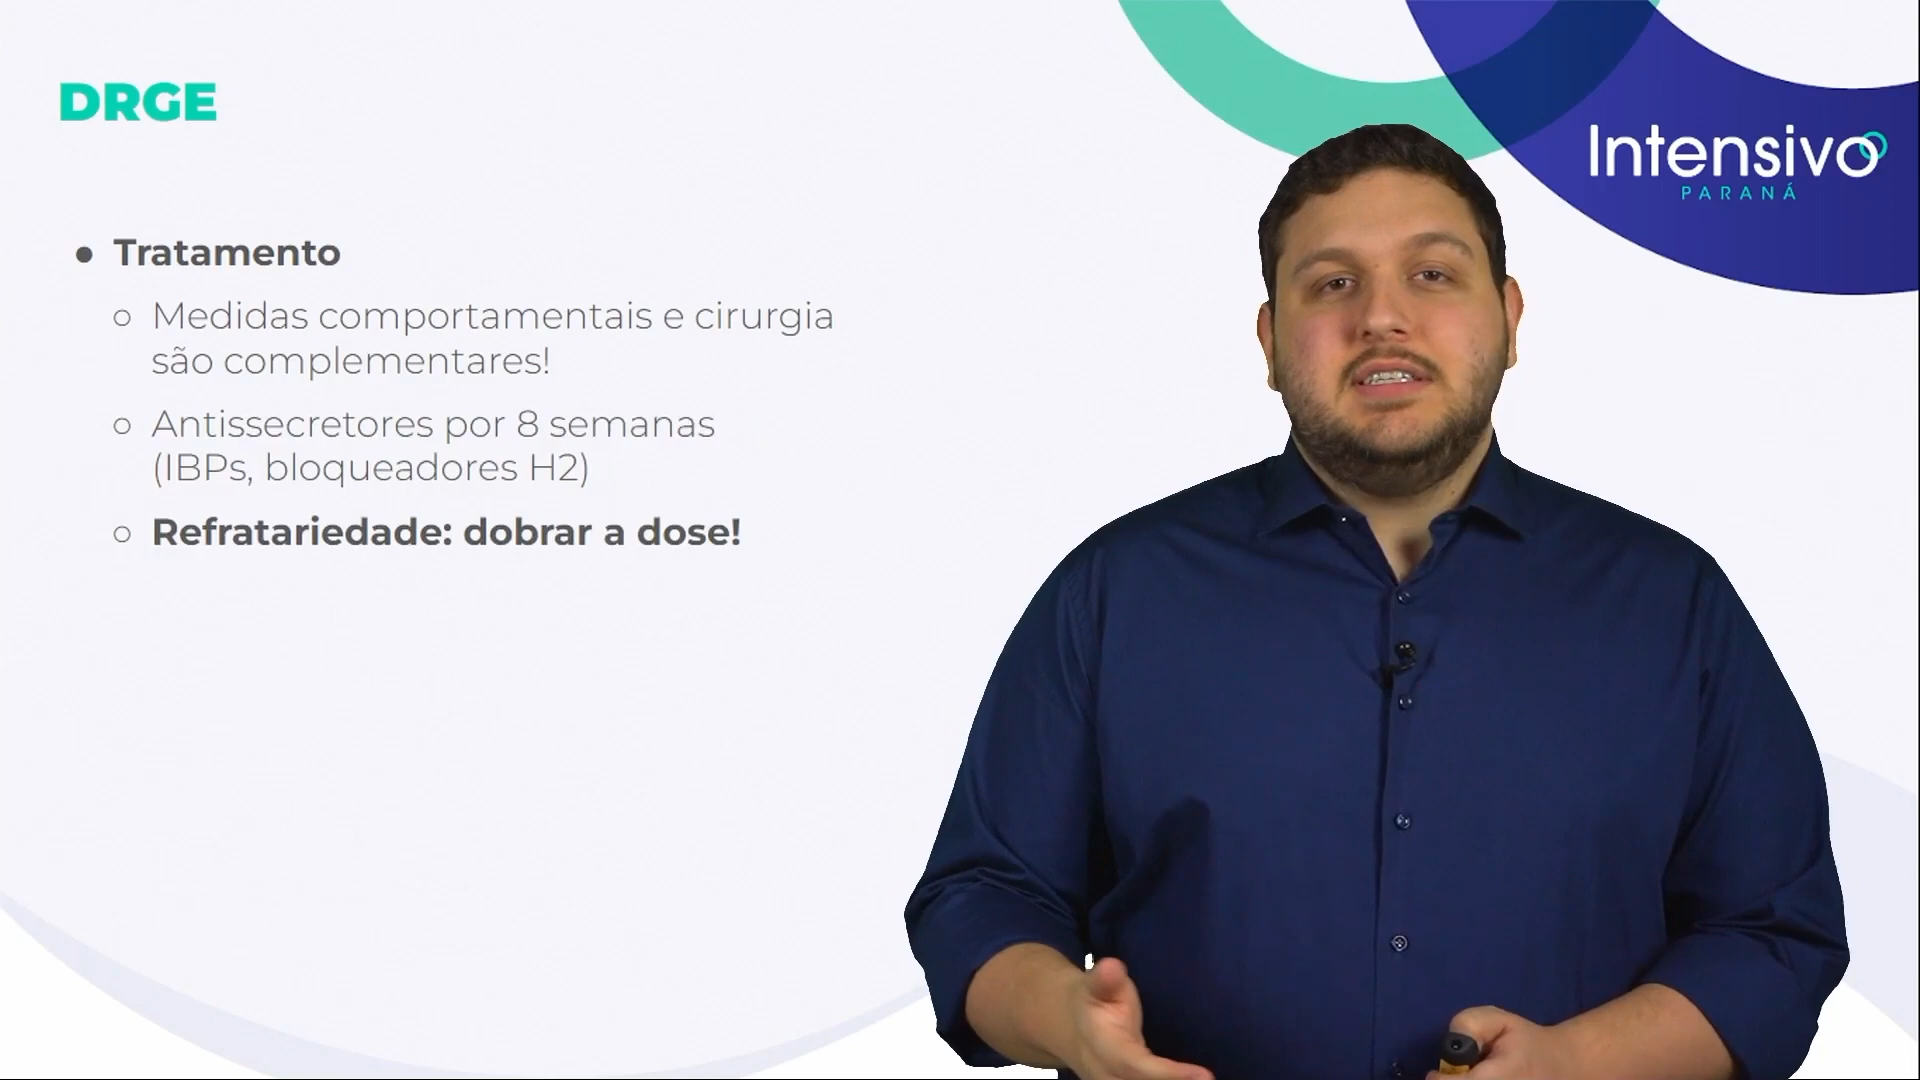 DRGE
Intensivo
PARANÁ
● Tratamento
○ Medidas comportamentais e cirurgia
são complementares!
○ Antissecretores por 8 semanas
(IBPs, bloqueadores H2)
○ Refratariedade: dobrar a dose!